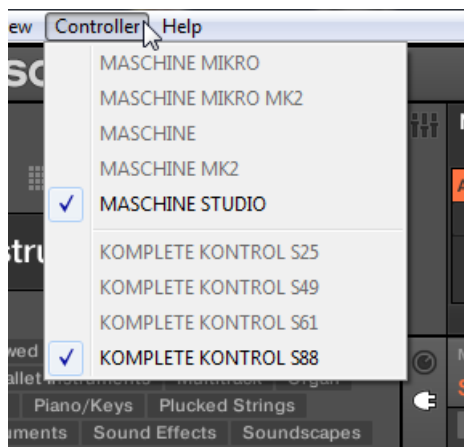 Controller Help
MASCHINE MIKRO
MASCHINE MIKRO MK2
MASCHINE
MASCHINE MK2
MASCHINE STUDIO
KOMPLETE KONTROL S25
KOMPLETE KONTROL S49
KOMPLETE KONTROL S61
KOMPLETE KONTROL S88
Piano/Keys Plucked Strings
Sound Effects Soundscapes